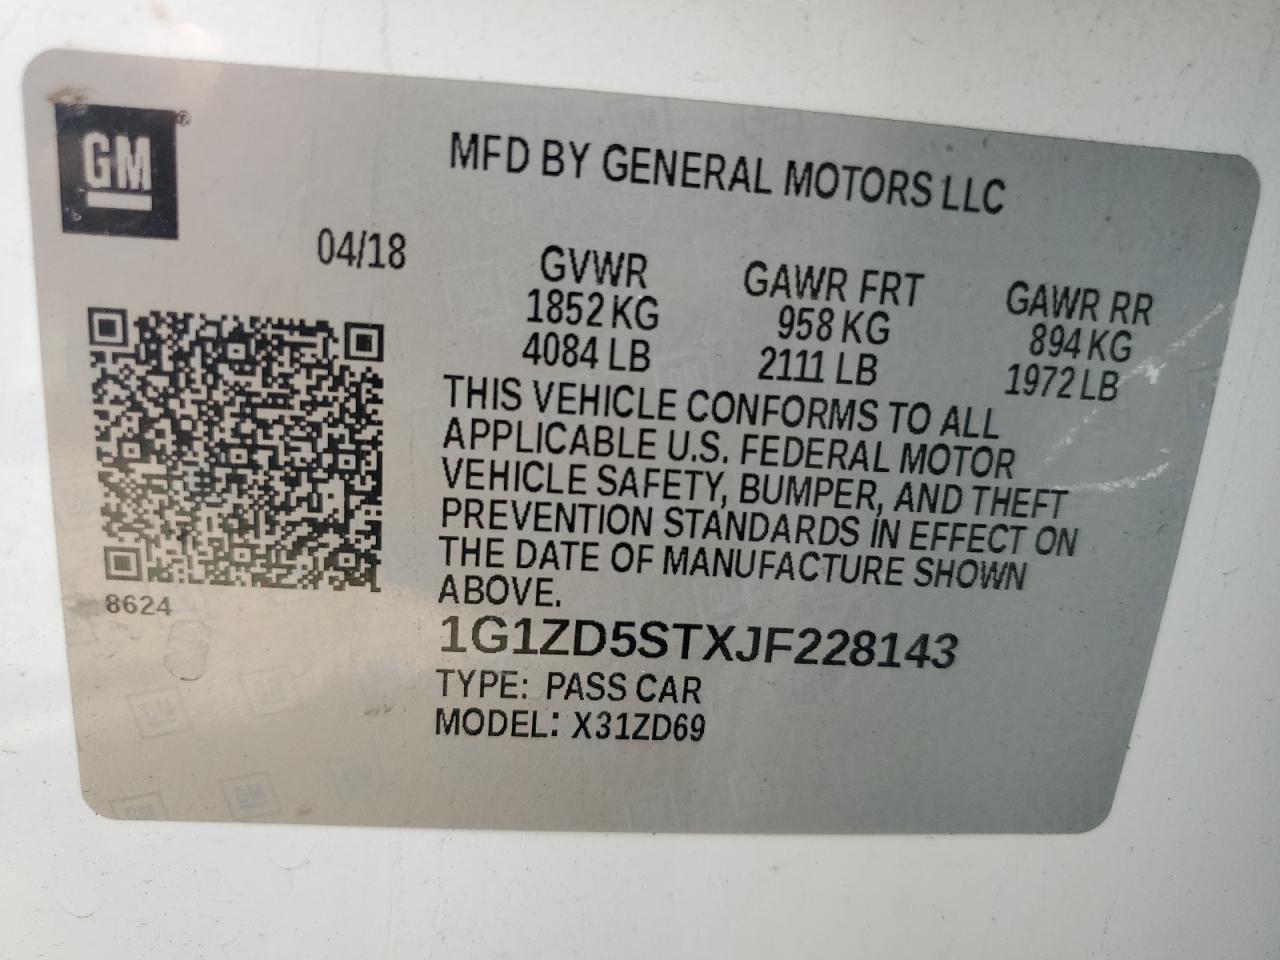 GM®
MFD BY GENERAL MOTORS LLC
04/18
GVWR
1852 KG
4084 LB
GAWR FRT
958 KG
2111 LB
GAWR RR
894 KG
1972 LB
THIS VEHICLE CONFORMS TO ALL
APPLICABLE U.S. FEDERAL MOTOR
VEHICLE SAFETY, BUMPER, AND THEFT
PREVENTION STANDARDS IN EFFECT ON
THE DATE OF MANUFACTURE SHOWN
ABOVE.
8624
1G1ZD5STXJF228143
TYPE: PASS CAR
MODEL: X31ZD69